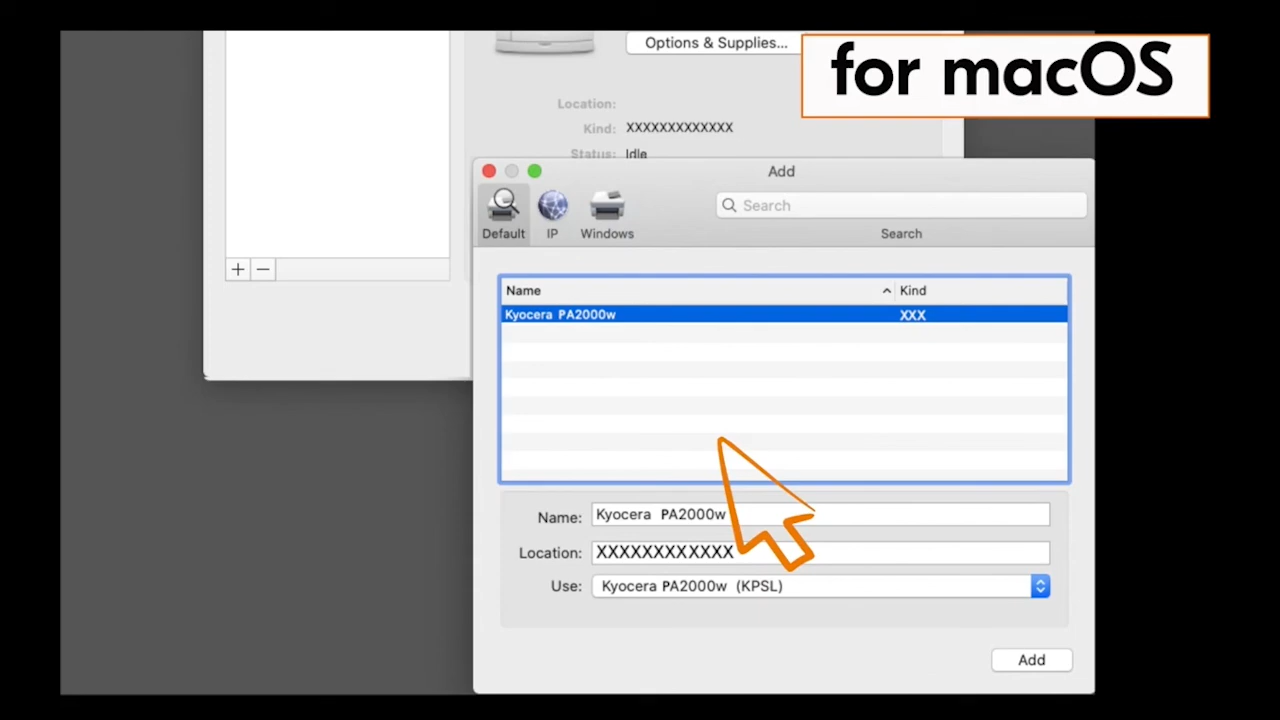 for macOS
Options & Supplies...
Location:
Kind: XXXXXXXXXXXXX
Status: Idle
Add
Default IP Windows
Search
Search
Name Kind
Kyocera PA2000w XXX
Name: Kyocera PA2000w
Location: XXXXXXXXXXXX
Use: Kyocera PA2000w (KPSL)
Add